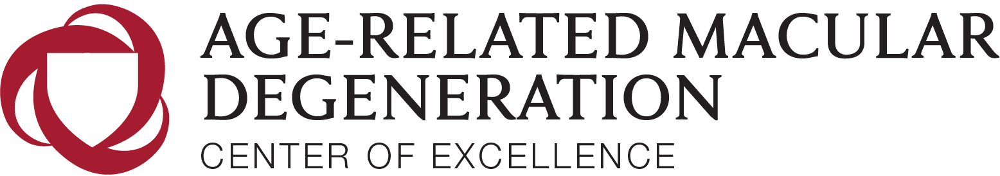 AGE-RELATED MACULAR
DEGENERATION
CENTER OF EXCELLENCE